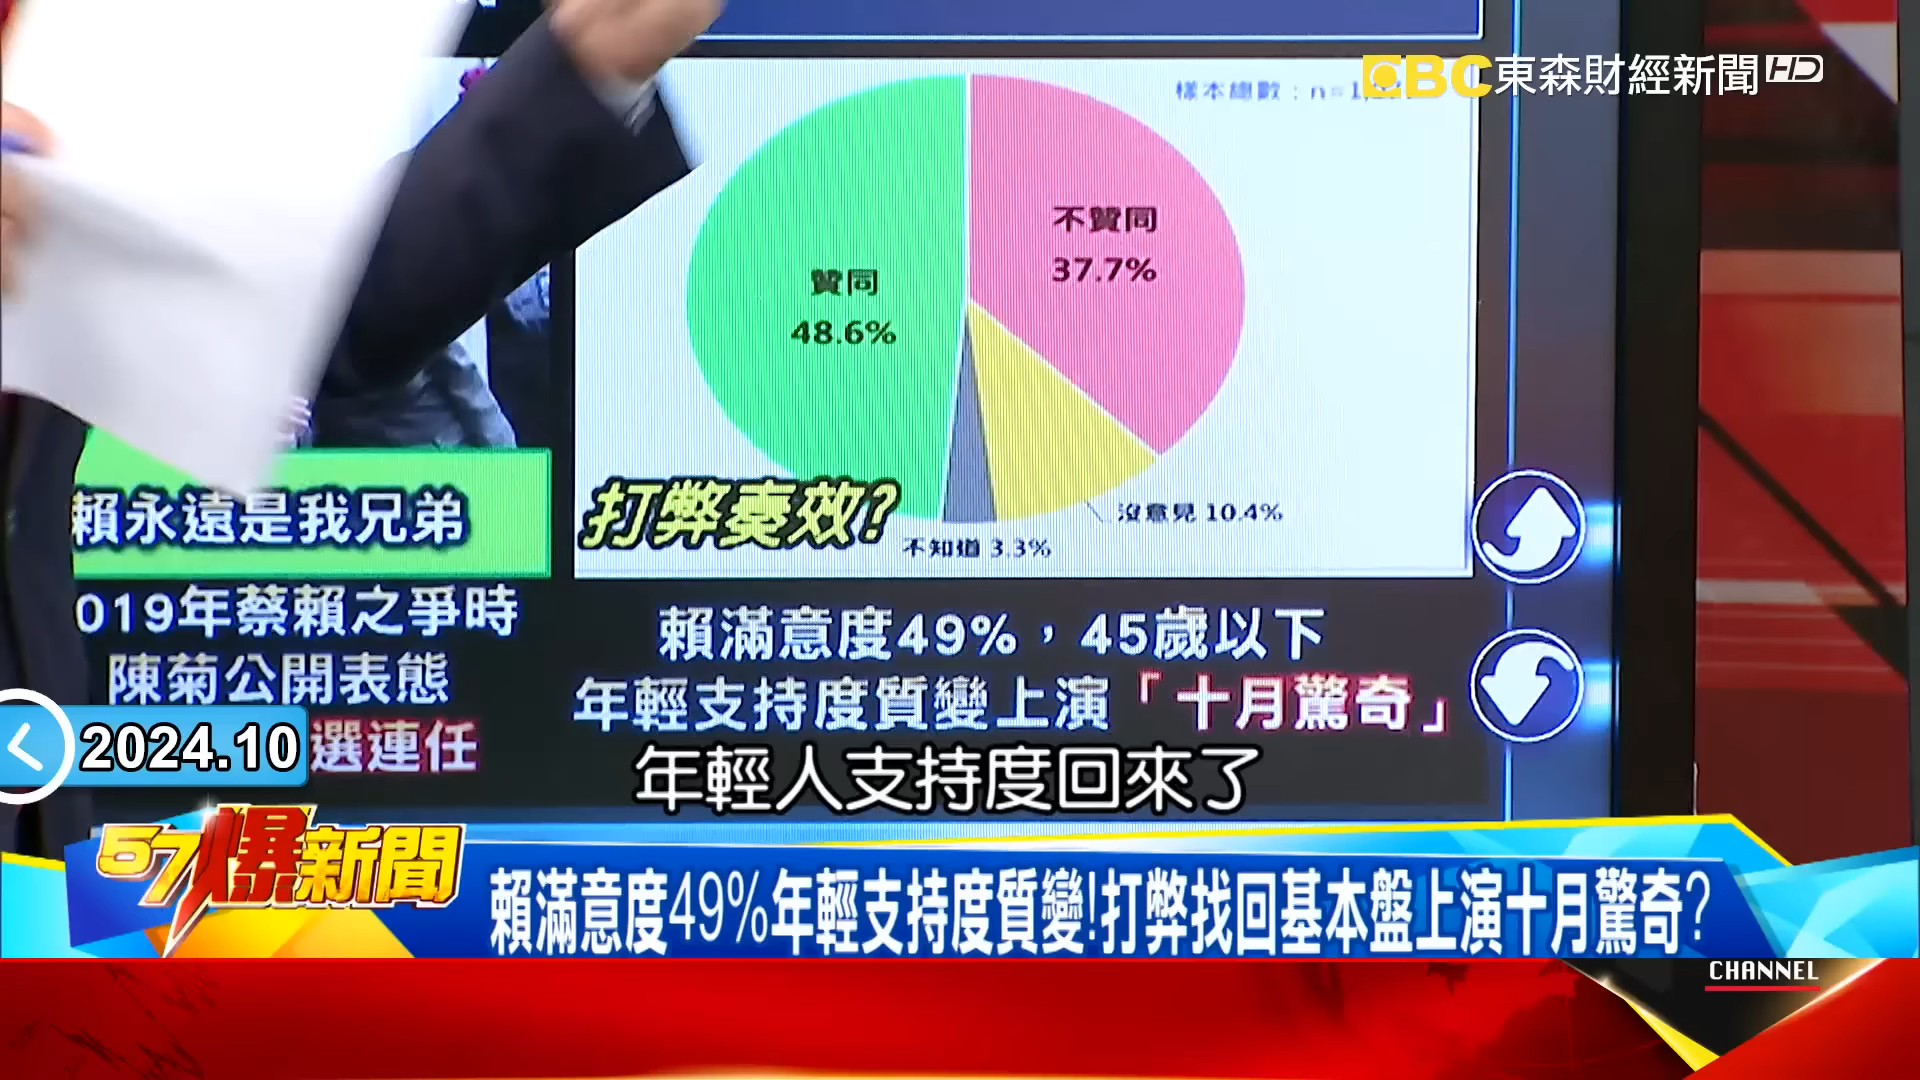 EBC東森財經新聞HD
樣本總數：n=1
不贊同
37.7%
贊同
48.6%
沒意見 10.4%
不知道 3.3%
打弊奏效?
賴永遠是我兄弟
019年蔡賴之爭時
陳菊公開表態
選連任
賴滿意度49%，45歲以下
年輕支持度質變上演「十月驚奇」
年輕人支持度回來了
2024.10
57爆新聞
賴滿意度49%年輕支持度質變!打弊找回基本盤上演十月驚奇?
CHANNEL